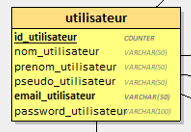 utilisateur
id_utilisateur COUNTER
nom_utilisateur VARCHAR(50)
prenom_utilisateur VARCHAR(50)
pseudo_utilisateur VARCHAR(50)
email_utilisateur VARCHAR(50)
password_utilisateur VARCHAR(100)